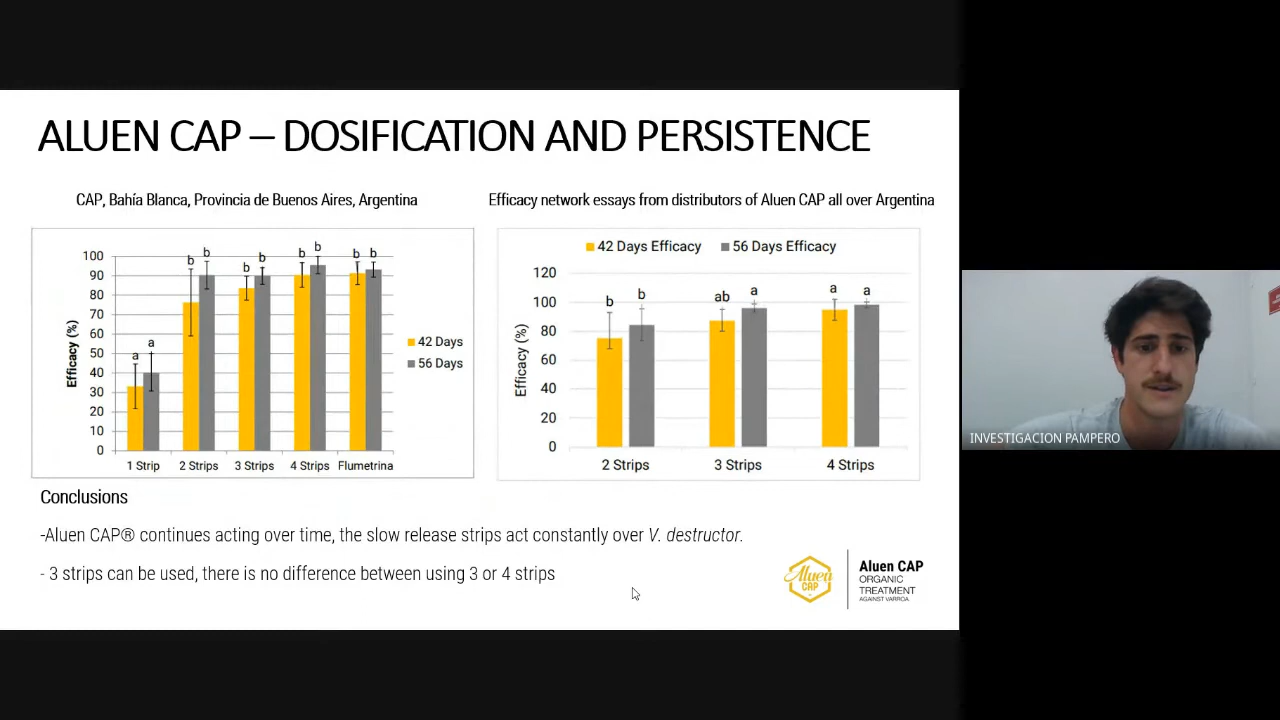 ALUEN CAP – DOSIFICATION AND PERSISTENCE
CAP, Bahía Blanca, Provincia de Buenos Aires, Argentina
100
90
80
70
60
50
40
30
20
10
0
Efficacy (%)
a
a
b
b
b
b
b
b
b
b
1 Strip
2 Strips
3 Strips
4 Strips
Flumetrina
42 Days
56 Days
Efficacy network essays from distributors of Aluen CAP all over Argentina
42 Days Efficacy
56 Days Efficacy
120
100
80
60
40
20
0
Efficacy (%)
b
b
ab
a
a
a
2 Strips
3 Strips
4 Strips
Conclusions
-Aluen CAP® continues acting over time, the slow release strips act constantly over V. destructor.
- 3 strips can be used, there is no difference between using 3 or 4 strips
Aluen
CAP
Aluen CAP
ORGANIC
TREATMENT
AGAINST VARROA
INVESTIGACION PAMPERO